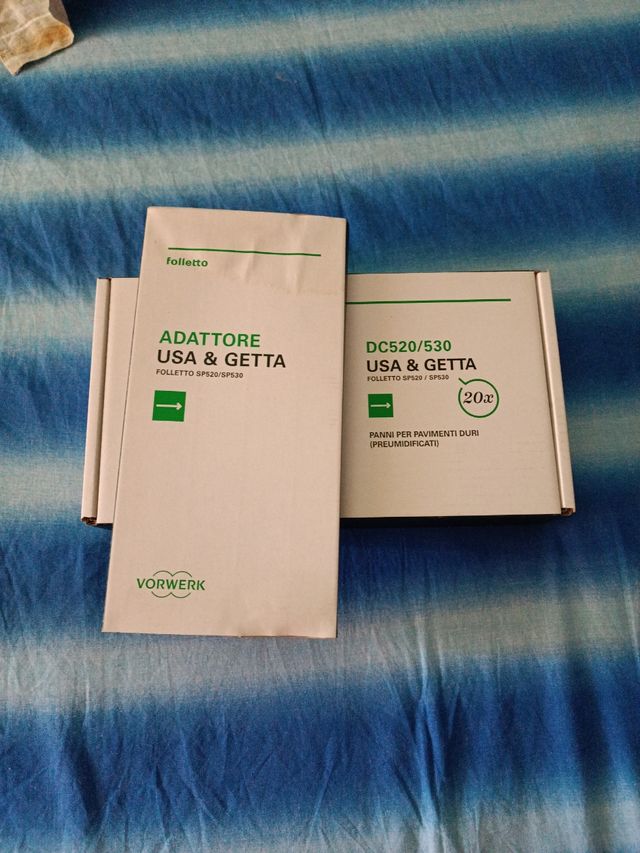 folletto
ADATTORE
USA & GETTA
FOLLETTO SP520/SP530
VORWERK
DC520/530
USA & GETTA
FOLLETTO SP520 / SP530
20x
PANNI PER PAVIMENTI DURI
(PREUMIDIFICATI)